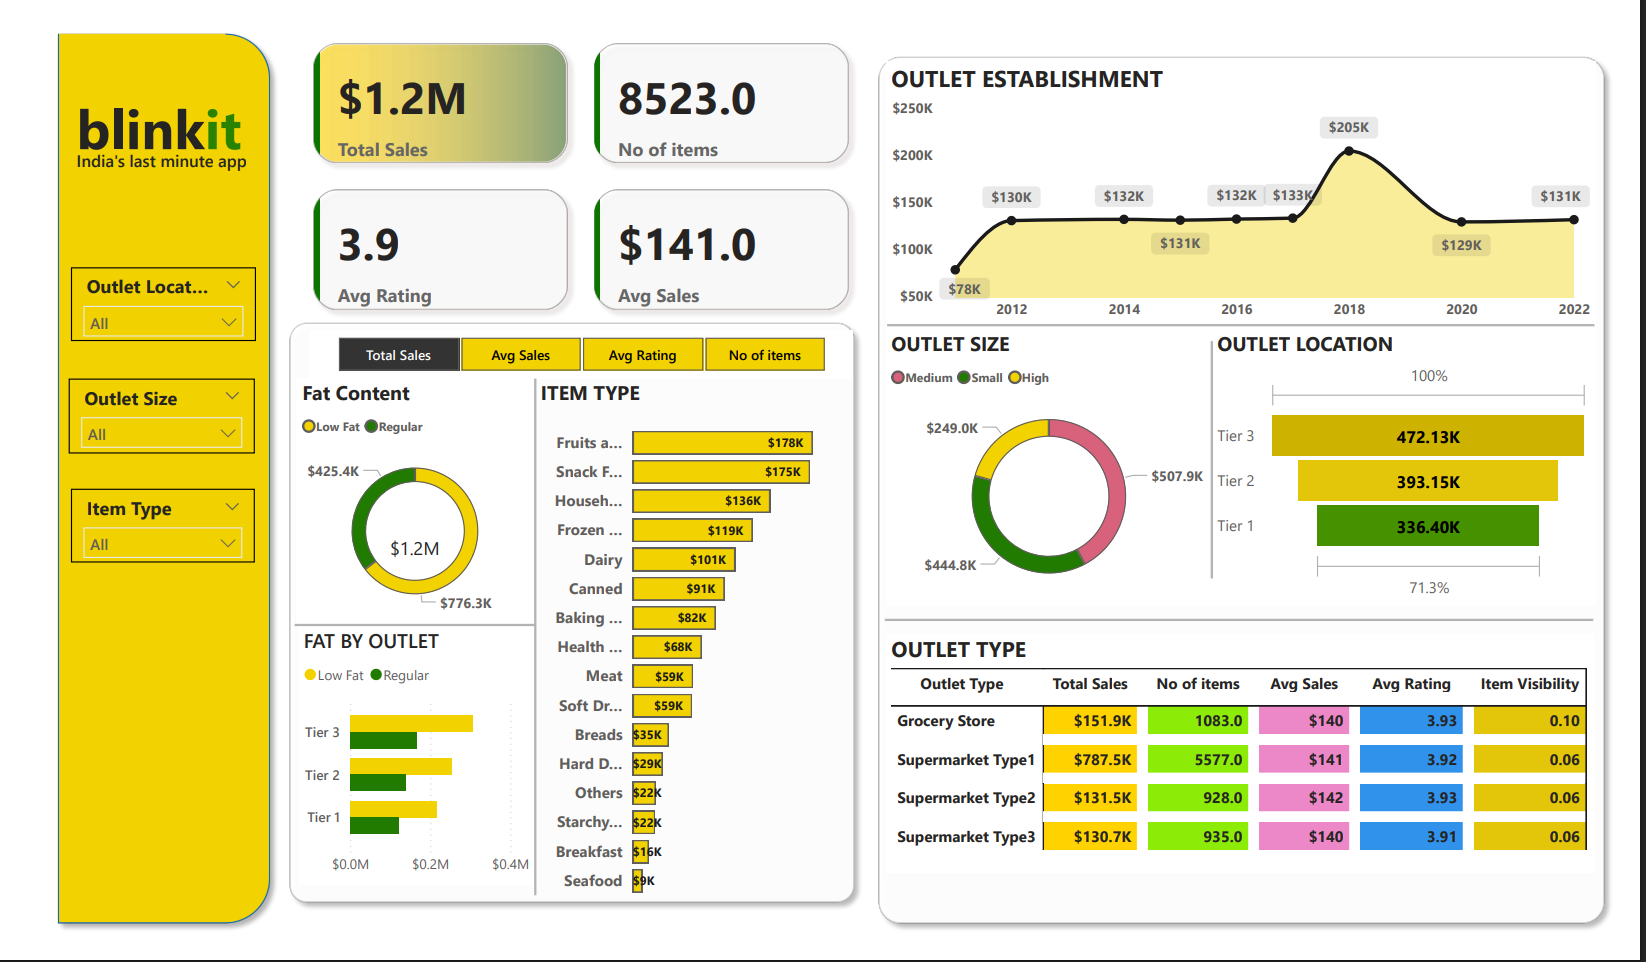 blinkit
India's last minute app
Outlet Locat...
All
Outlet Size
All
Item Type
All
$1.2M
Total Sales
8523.0
No of items
3.9
Avg Rating
$141.0
Avg Sales
Total Sales Avg Sales Avg Rating No of items
Fat Content
Low Fat Regular
$425.4K
$1.2M
$776.3K
FAT BY OUTLET
Low Fat Regular
Tier 3
Tier 2
Tier 1
$0.0M $0.2M $0.4M
ITEM TYPE
Fruits a... $178K
Snack F... $175K
Househ... $136K
Frozen ... $119K
Dairy $101K
Canned $91K
Baking ... $82K
Health ... $68K
Meat $59K
Soft Dr... $59K
Breads $35K
Hard D... $29K
Others $22K
Starchy... $22K
Breakfast $16K
Seafood $9K
OUTLET ESTABLISHMENT
$250K
$200K
$150K
$100K
$50K
$78K
$130K
$132K
$131K
$132K
$133K
$205K
$129K
$131K
2012 2014 2016 2018 2020 2022
OUTLET SIZE
Medium Small High
$249.0K
$507.9K
$444.8K
OUTLET LOCATION
100%
Tier 3 472.13K
Tier 2 393.15K
Tier 1 336.40K
71.3%
OUTLET TYPE
Outlet Type Total Sales No of items Avg Sales Avg Rating Item Visibility
Grocery Store $151.9K 1083.0 $140 3.93 0.10
Supermarket Type1 $787.5K 5577.0 $141 3.92 0.06
Supermarket Type2 $131.5K 928.0 $142 3.93 0.06
Supermarket Type3 $130.7K 935.0 $140 3.91 0.06